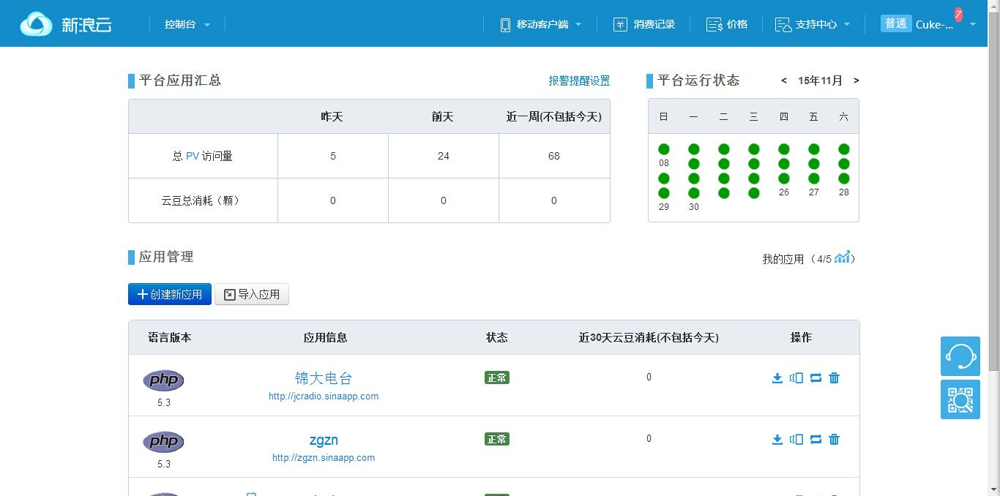 新浪云 控制台 移动客户端 消费记录 价格 支持中心 普通 Cuke-... 7
平台应用汇总 报警提醒设置
昨天 前天 近一周(不包括今天)
总 PV 访问量 5 24 68
云豆总消耗（颗） 0 0 0
平台运行状态 < 15年11月 >
日 一 二 三 四 五 六
08
26 27 28
29 30
应用管理 我的应用（4/5）
创建新应用 导入应用
语言版本 应用信息 状态 近30天云豆消耗(不包括今天) 操作
php 锦大电台 正常 0
5.3 http://jcradio.sinaapp.com
php zgzn 正常 0
5.3 http://zgzn.sinaapp.com